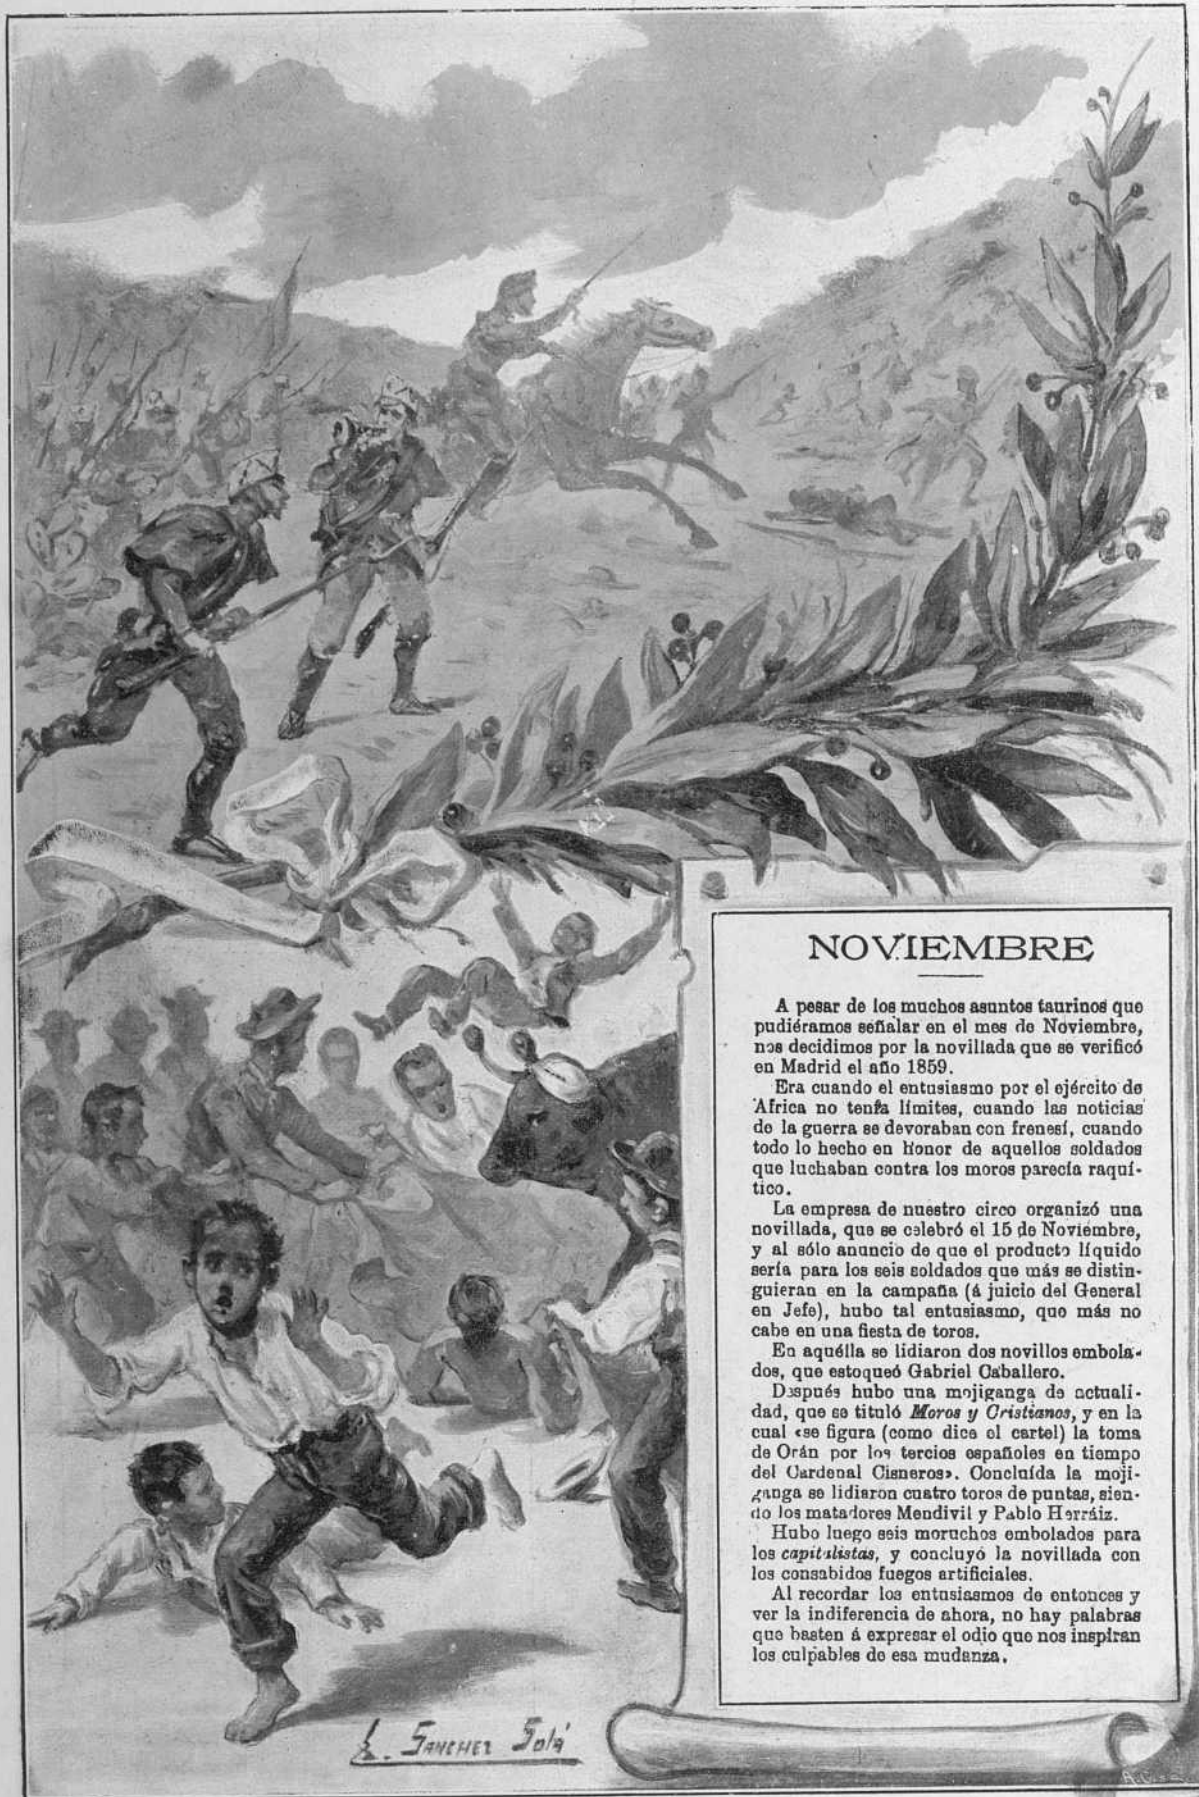 NOVIEMBRE
A pesar de los muchos asuntos taurinos que
pudiéramos señalar en el mes de Noviembre,
nos decidimos por la novillada que se verificó
en Madrid el año 1859.
Era cuando el entusiasmo por el ejército de
África no tenía límites, cuando las noticias
de la guerra se devoraban con frenesí, cuando
todo lo hecho en honor de aquellos soldados
que luchaban contra los moros parecía raquí-
tico.
La empresa de nuestro circo organizó una
novillada, que se celebró el 15 de Noviembre,
y al sólo anuncio de que el producto líquido
sería para los seis soldados que más se distin-
guieran en la campaña (á juicio del General
en Jefe), hubo tal entusiasmo, que más no
cabe en una fiesta de toros.
En aquélla se lidiaron dos novillos embola-
dos, que estoqueó Gabriel Caballero.
Después hubo una mojiganga de actuali-
dad, que se tituló Moros y Cristianos, y en la
cual «se figura (como dice el cartel) la toma
de Orán por los tercios españoles en tiempo
del Cardenal Cisneros». Concluída la moji-
ganga se lidiaron cuatro toros de puntas, sien-
do los matadores Mendivil y Pablo Herráiz.
Hubo luego seis moruchos embolados para
los capitalistas, y concluyó la novillada con
los consabidos fuegos artificiales.
Al recordar los entusiasmos de entonces y
ver la indiferencia de ahora, no hay palabras
que basten á expresar el odio que nos inspiran
los culpables de esa mudanza.
E. SANCHEZ Solá